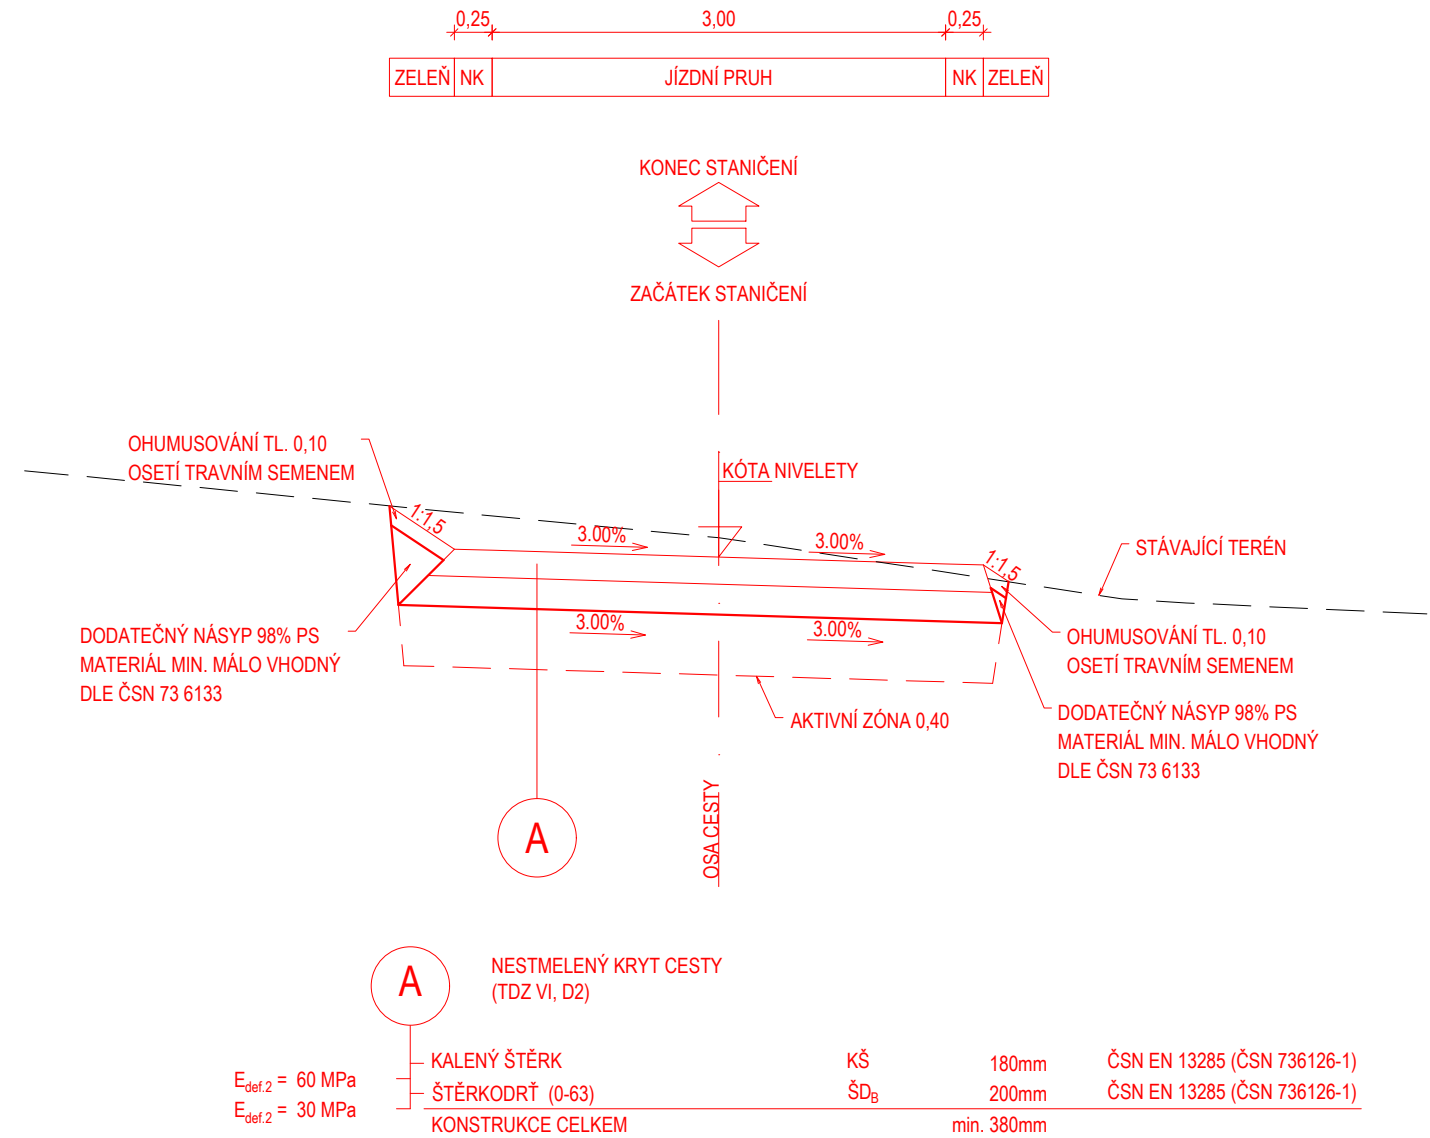 0,25 3,00 0,25
ZELEŇ NK JÍZDNÍ PRUH NK ZELEŇ
KONEC STANIČENÍ
ZAČÁTEK STANIČENÍ
OHUMUSOVÁNÍ TL. 0,10
OSETÍ TRAVNÍM SEMENEM
KÓTA NIVELETY
1:1,5
3.00%
3.00%
1:1,5
STÁVAJÍCÍ TERÉN
3.00%
3.00%
DODATEČNÝ NÁSYP 98% PS
MATERIÁL MIN. MÁLO VHODNÝ
DLE ČSN 73 6133
OHUMUSOVÁNÍ TL. 0,10
OSETÍ TRAVNÍM SEMENEM
AKTIVNÍ ZÓNA 0,40
DODATEČNÝ NÁSYP 98% PS
MATERIÁL MIN. MÁLO VHODNÝ
DLE ČSN 73 6133
A
OSA CESTY
A
NESTMELENÝ KRYT CESTY
(TDZ VI, D2)
KALENÝ ŠTĚRK KŠ 180mm ČSN EN 13285 (ČSN 736126-1)
Edef.2 = 60 MPa
ŠTĚRKODRŤ (0-63) ŠDB 200mm ČSN EN 13285 (ČSN 736126-1)
Edef.2 = 30 MPa
KONSTRUKCE CELKEM min. 380mm